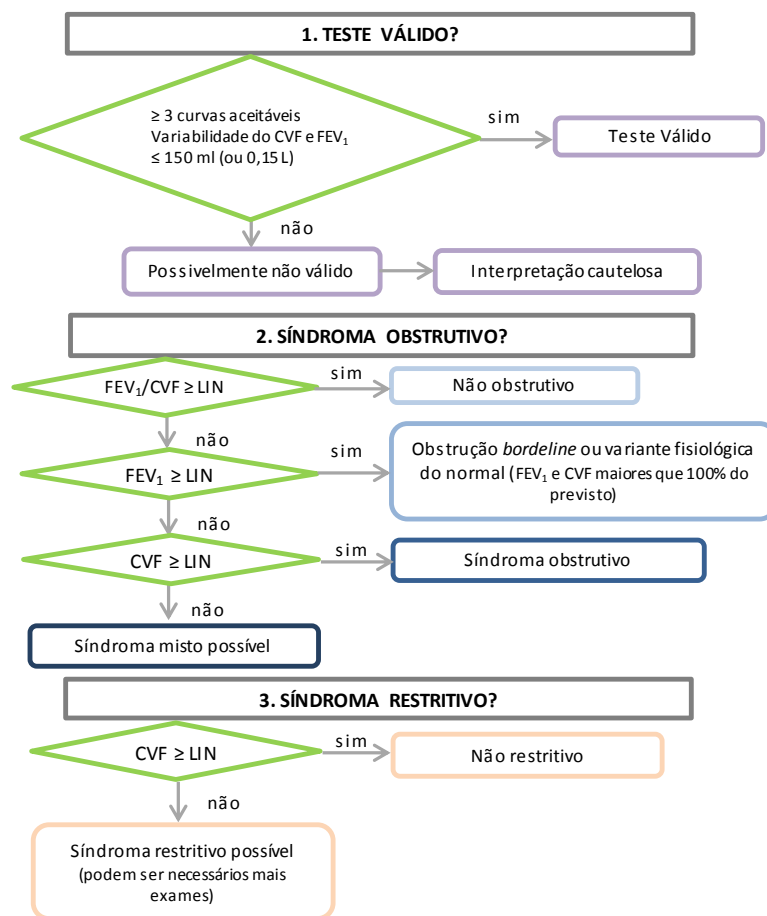 1. TESTE VÁLIDO?
≥ 3 curvas aceitáveis
Variabilidade do CVF e FEV₁
≤ 150 ml (ou 0,15 L)
sim
Teste Válido
não
Possivelmente não válido
Interpretação cautelosa
2. SÍNDROMA OBSTRUTIVO?
FEV₁/CVF ≥ LIN
sim
Não obstrutivo
não
FEV₁ ≥ LIN
sim
Obstrução bordeline ou variante fisiológica
do normal (FEV₁ e CVF maiores que 100% do
previsto)
não
CVF ≥ LIN
sim
Síndroma obstrutivo
não
Síndroma misto possível
3. SÍNDROMA RESTRITIVO?
CVF ≥ LIN
sim
Não restritivo
não
Síndroma restritivo possível
(podem ser necessários mais
exames)